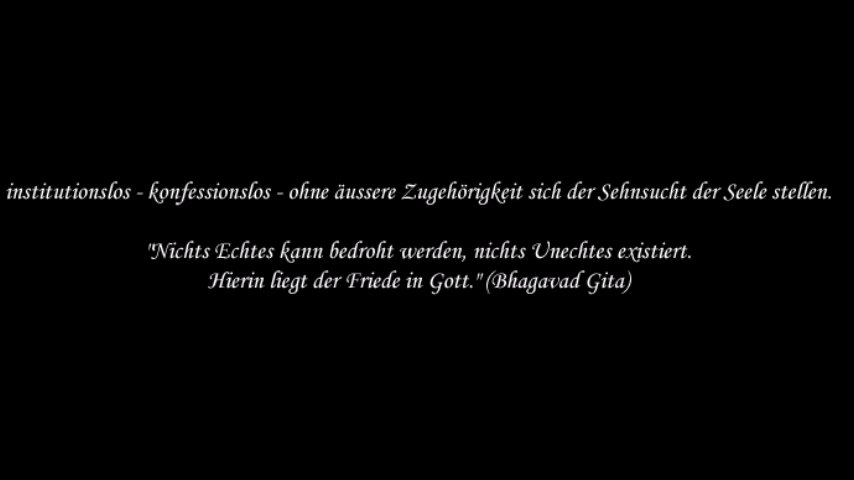 institutionslos - konfessionslos - ohne äussere Zugehörigkeit sich der Sehnsucht der Seele stellen.
"Nichts Echtes kann bedroht werden, nichts Unechtes existiert.
Hierin liegt der Friede in Gott." (Bhagavad Gita)